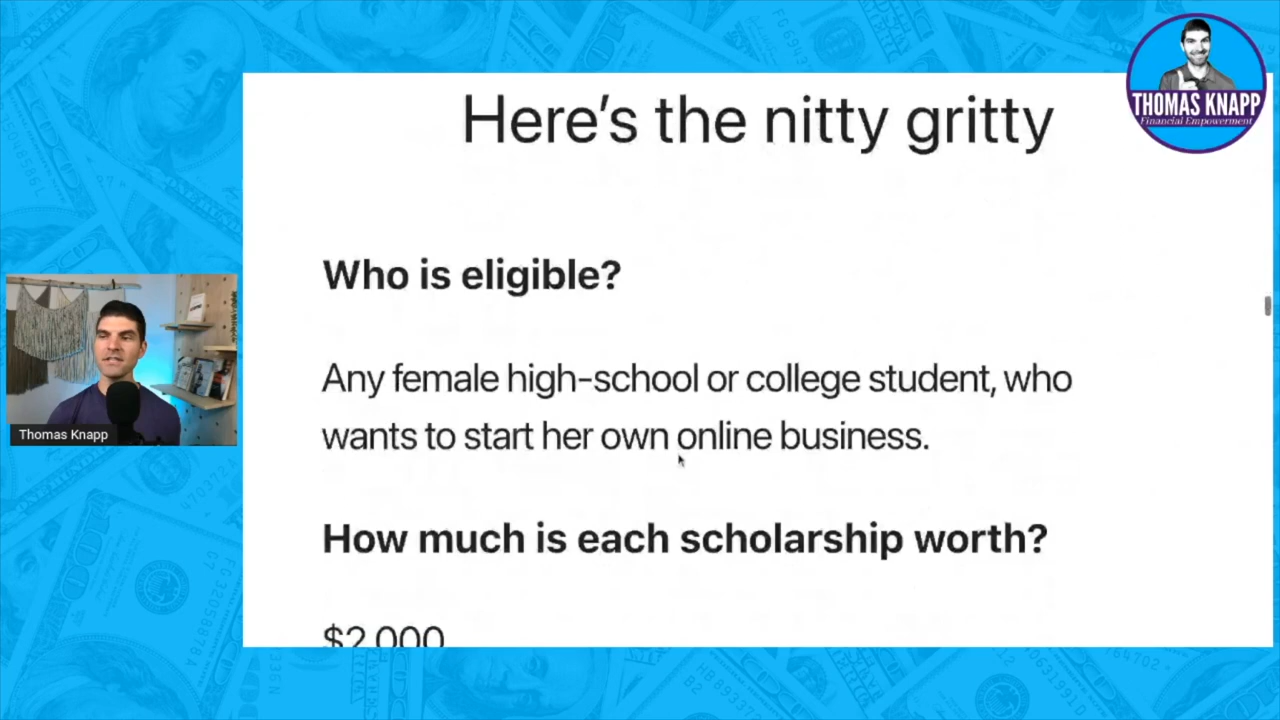 Here's the nitty gritty
THOMAS KNAPP
Financial Empowerment
Who is eligible?
Any female high-school or college student, who
wants to start her own online business.
Thomas Knapp
How much is each scholarship worth?
$2,000